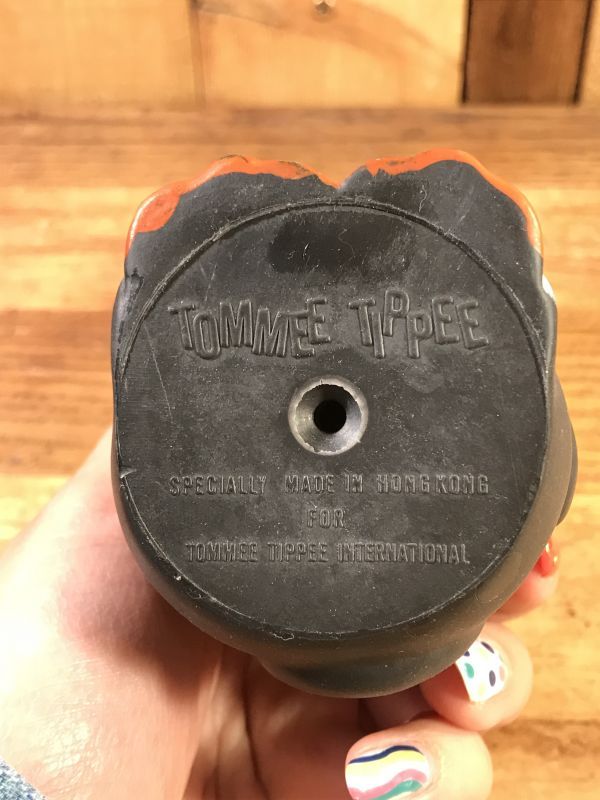 TOMMEE TIPPEE
SPECIALLY MADE IN HONG KONG
FOR
TOMMEE TIPPEE INTERNATIONAL